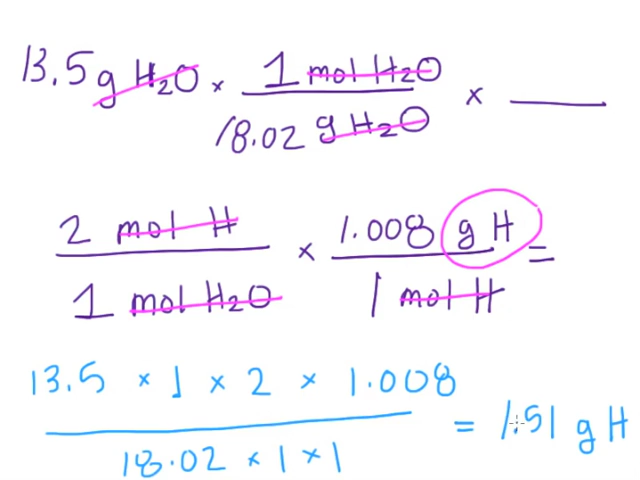 13.5 g H₂O × 1 mol H₂O × ___
18.02 g H₂O
2 mol H × 1.008 g H =
1 mol H₂O 1 mol H
13.5 × 1 × 2 × 1.008
= 1.51 g H
18.02 × 1 × 1